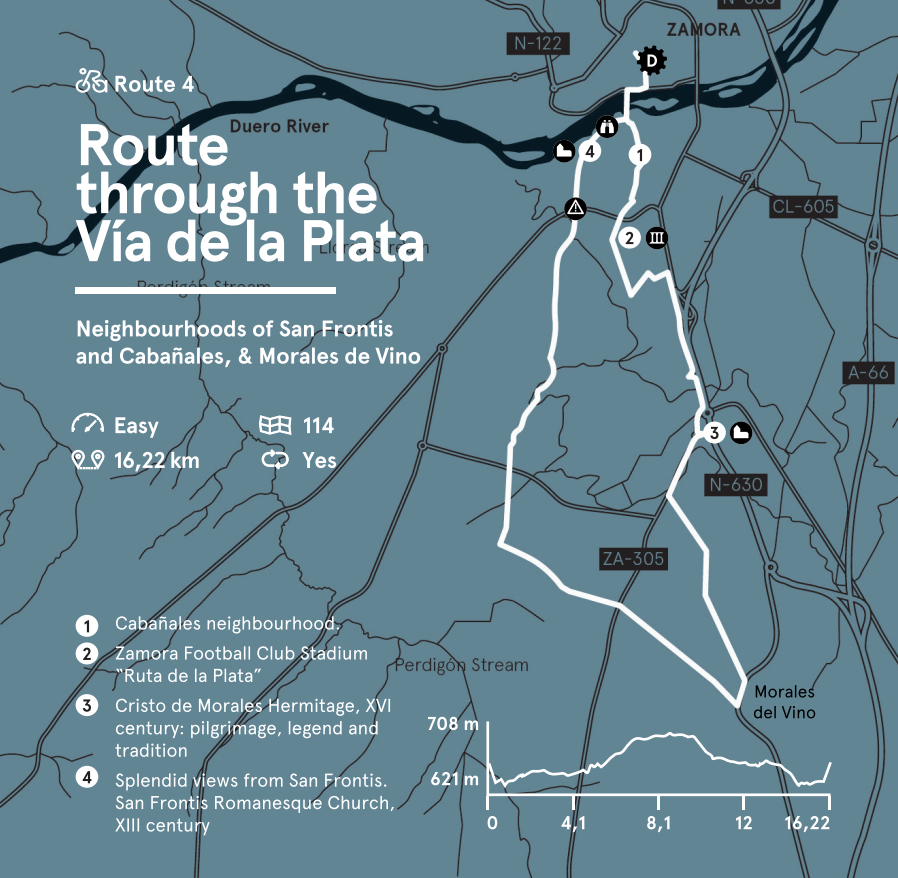 N-630
ZAMORA
N-122
D
Route 4
Duero River
Route
through the
Vía de la Plata
4
1
CL-605
2
Perdigón Stream
Neighbourhoods of San Frontis
and Cabañales, & Morales de Vino
A-66
Easy
114
16,22 km
Yes
3
N-630
ZA-305
1 Cabañales neighbourhood.
2 Zamora Football Club Stadium
“Ruta de la Plata”
3 Cristo de Morales Hermitage, XVI
century: pilgrimage, legend and
tradition
4 Splendid views from San Frontis.
San Frontis Romanesque Church,
XIII century
Perdigón Stream
Morales
del Vino
708 m
621 m
0 4,1 8,1 12 16,22